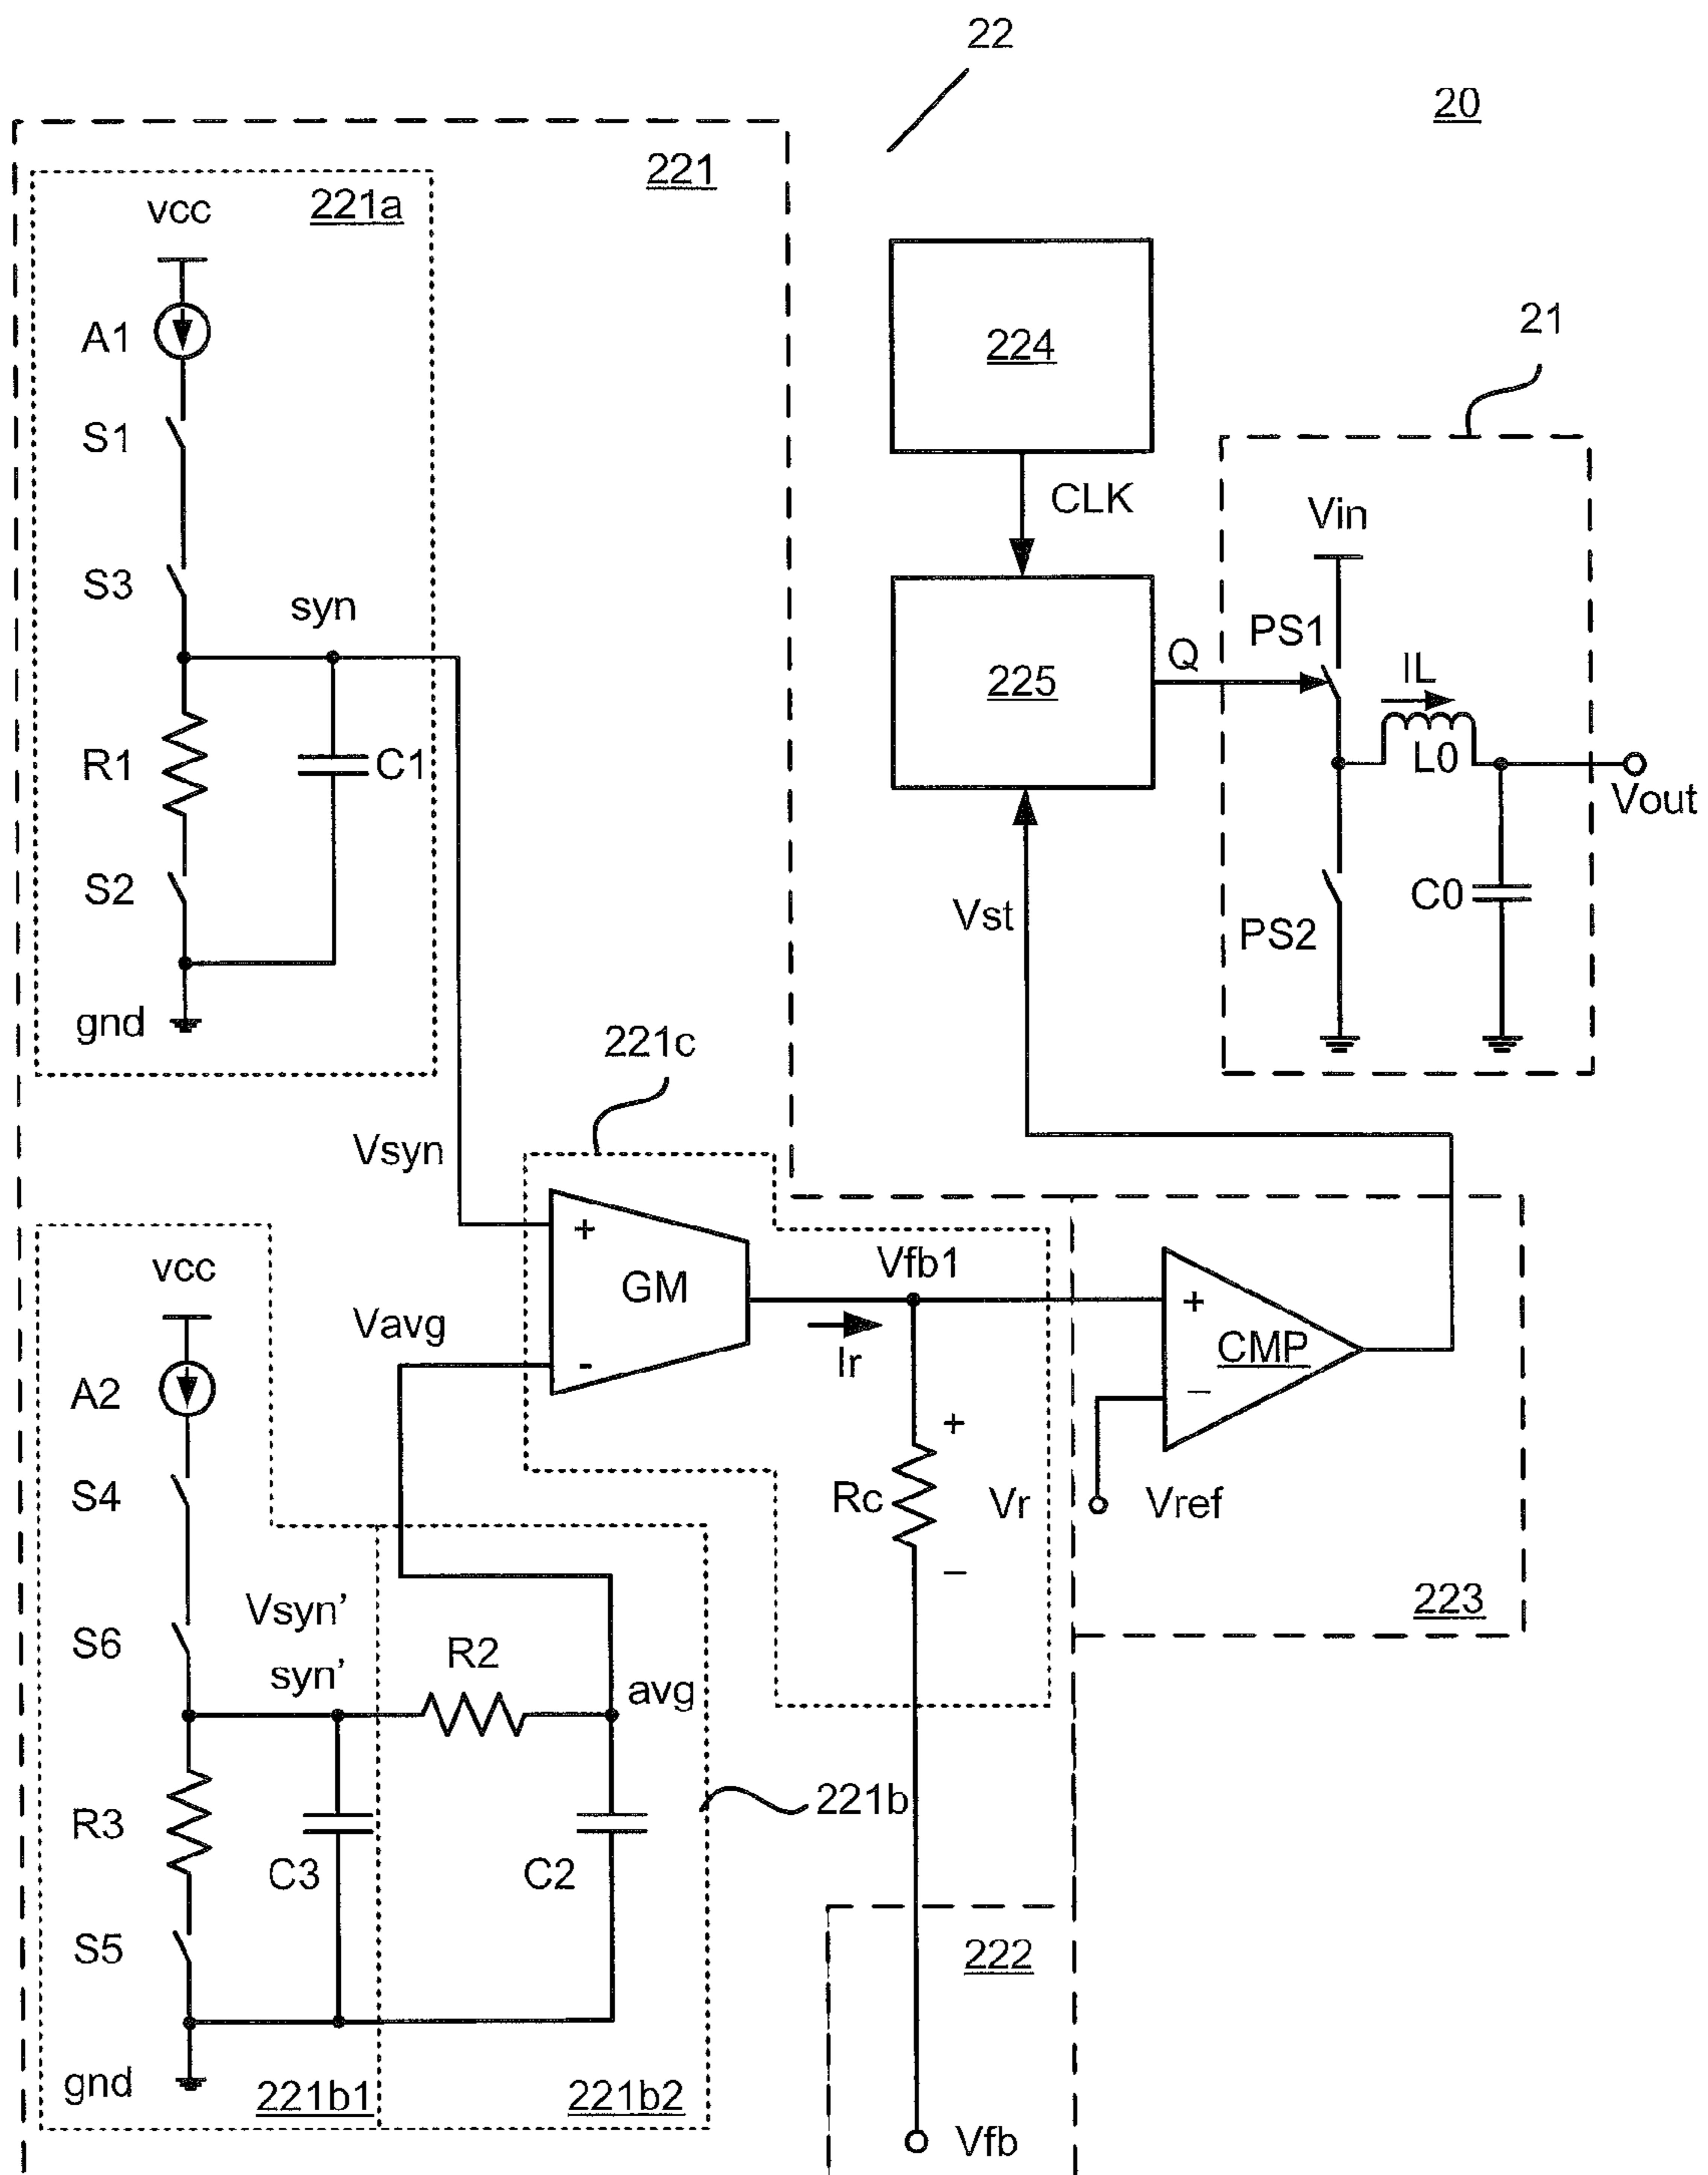 22
20
221
221a
vcc
A1
S1
S3
syn
R1
C1
S2
gnd
224
CLK
225
Q
21
Vin
PS1
IL
L0
Vout
PS2
C0
Vst
221c
Vsyn
Vavg
+
GM
-
Vfb1
Ir
+
CMP
−
Vref
+
Rc
Vr
−
223
vcc
A2
S4
S6
Vsyn’
syn’
R2
avg
R3
C3
C2
S5
gnd
221b
221b1
221b2
222
Vfb